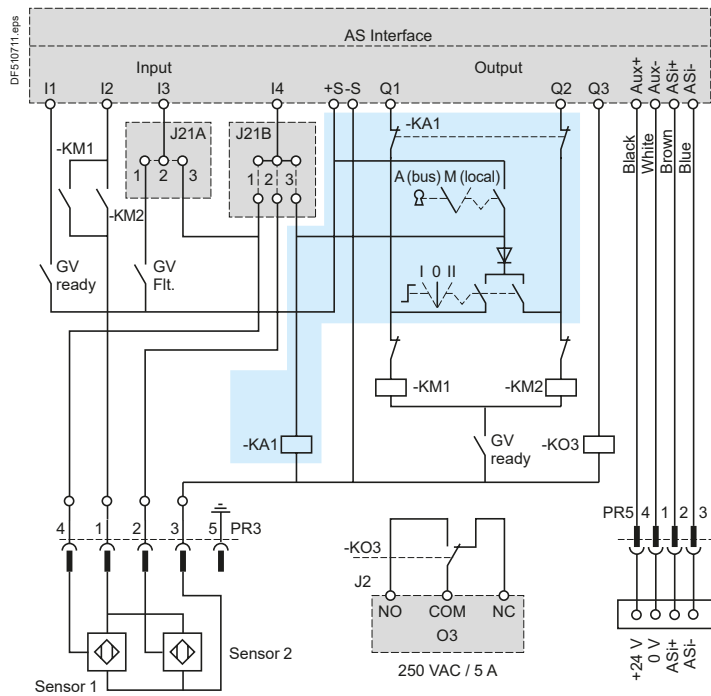 DF510711.eps
AS Interface
Input
Output
I1 I2 I3 I4 +S -S Q1 Q2 Q3 Aux+ Aux- ASi+ ASi-
-KM1
J21A
J21B
-KA1
Black
White
Brown
Blue
1 2 3
1 2 3
-KM2
A (bus) M (local)
GV
ready
GV
Flt.
I 0 II
-KM1
-KM2
-KA1
GV
ready
-KO3
4 1 2 3 5 PR3
PR5 4 1 2 3
-KO3
J2
NO COM NC
O3
250 VAC / 5 A
Sensor 1
Sensor 2
+24 V
0 V
ASi+
ASi-